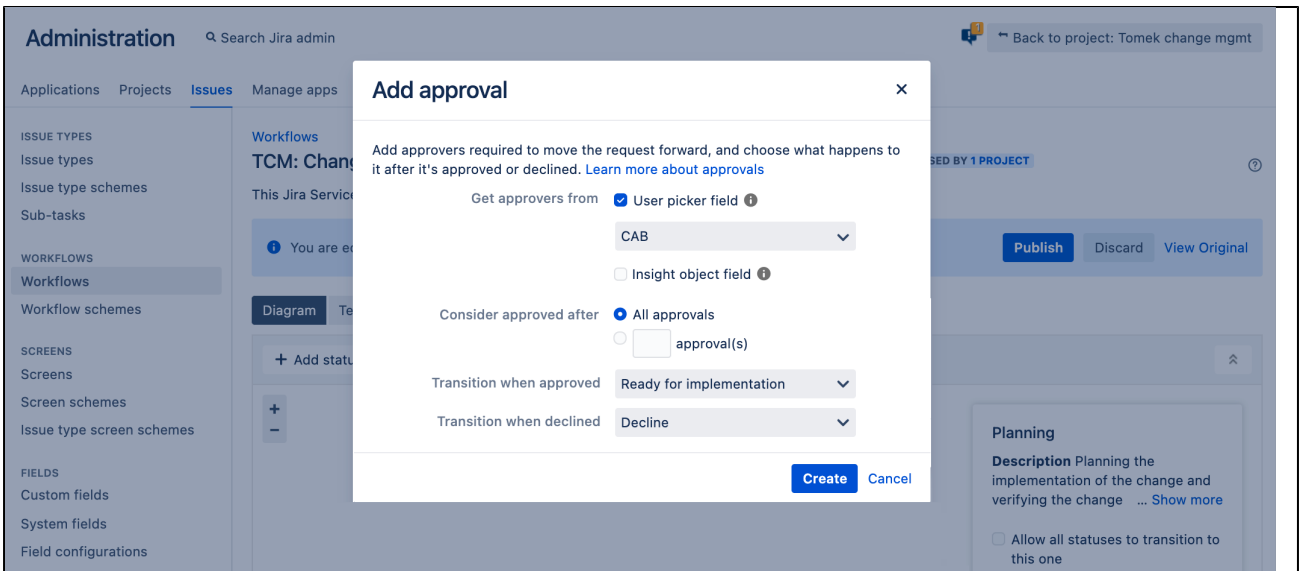 Administration
Search Jira admin
1
Back to project: Tomek change mgmt
Applications Projects Issues Manage apps
ISSUE TYPES
Issue types
Issue type schemes
Sub-tasks
WORKFLOWS
Workflows
Workflow schemes
SCREENS
Screens
Screen schemes
Issue type screen schemes
FIELDS
Custom fields
System fields
Field configurations
Workflows
TCM: Chang
SED BY 1 PROJECT
This Jira Service
You are e
Publish Discard View Original
Diagram Te
+ Add statu
+
−
Add approval
Add approvers required to move the request forward, and choose what happens to
it after it's approved or declined. Learn more about approvals
Get approvers from User picker field
CAB
Insight object field
Consider approved after All approvals
approval(s)
Transition when approved Ready for implementation
Transition when declined Decline
Create Cancel
Planning
Description Planning the
implementation of the change and
verifying the change ... Show more
Allow all statuses to transition to
this one